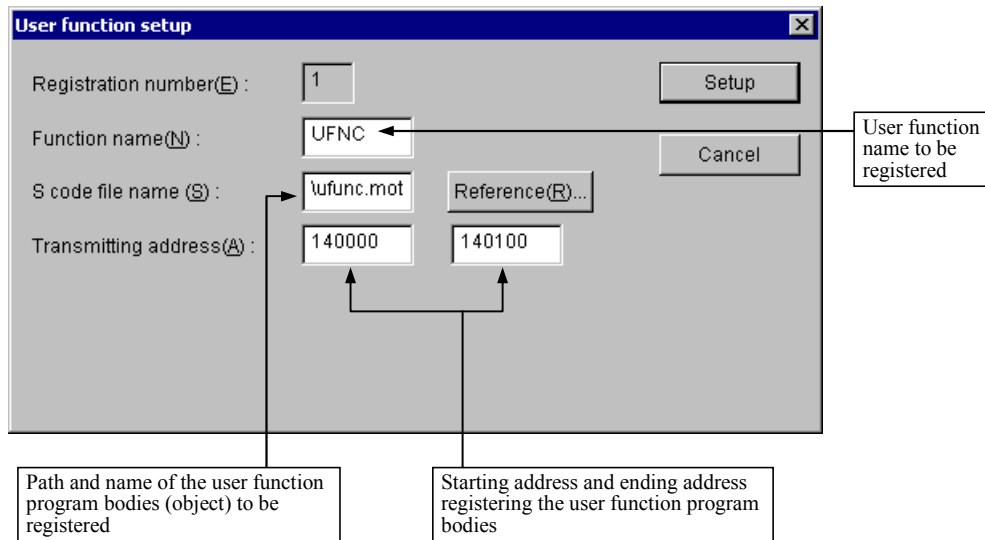 User function setup
Registration number(E) :
1
Setup
Function name(N) :
UFNC
Cancel
User function
name to be
registered
S code file name (S) :
\ufunc.mot
Reference(R)...
Transmitting address(A) :
140000
140100
Path and name of the user function
program bodies (object) to be
registered
Starting address and ending address
registering the user function program
bodies